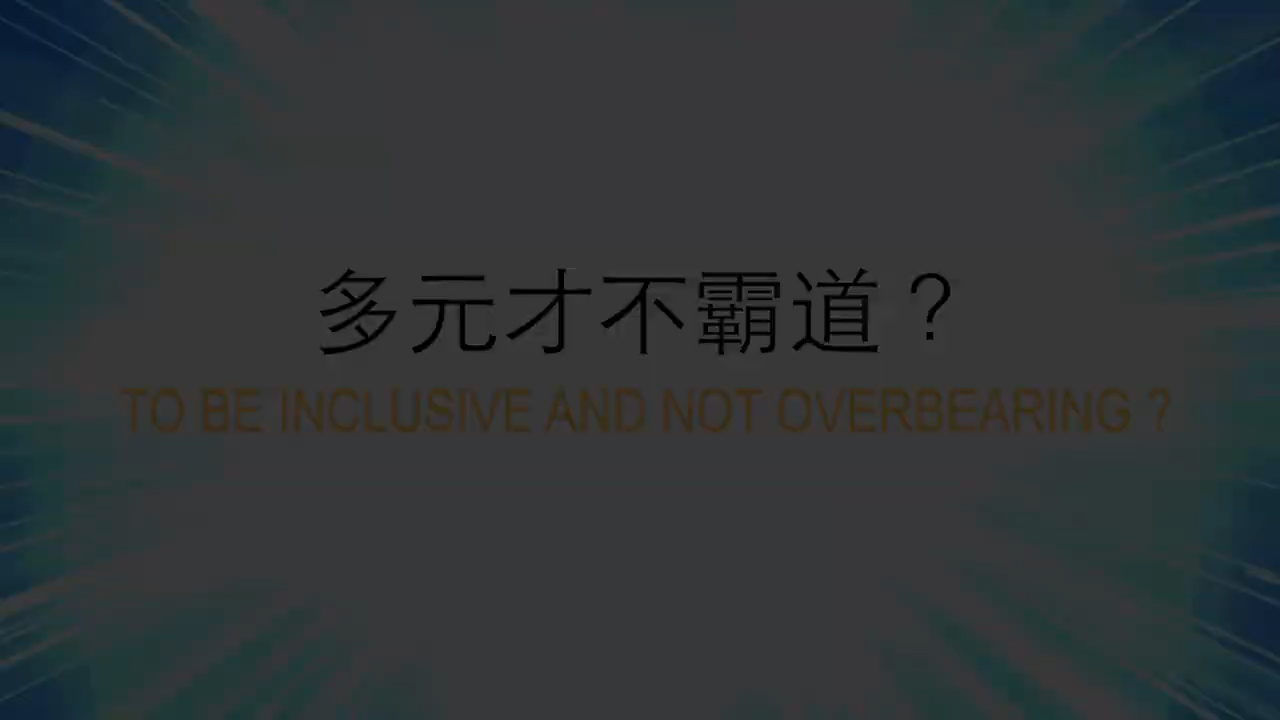 多元才不霸道？
TO BE INCLUSIVE AND NOT OVERBEARING ?